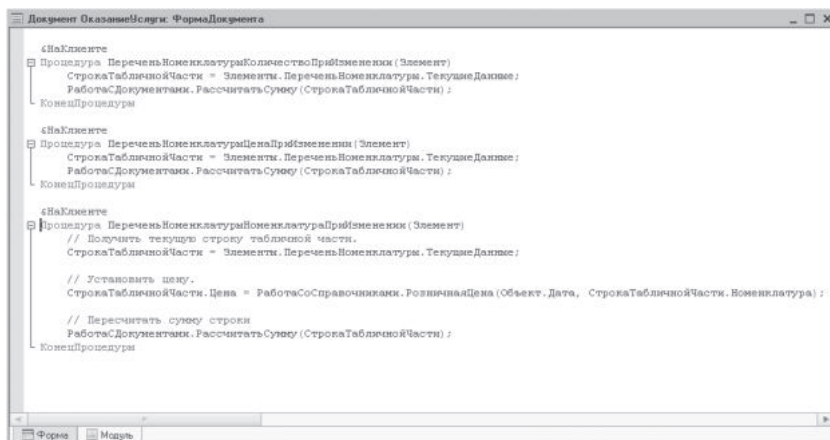 Документ ОказаниеУслуги: ФормаДокумента
&НаКлиенте
Процедура ПереченьНоменклатурыКоличествоПриИзменении(Элемент)
СтрокаТабличнойЧасти = Элементы.ПереченьНоменклатуры.ТекущиеДанные;
РаботаСДокументами.РассчитатьСумму(СтрокаТабличнойЧасти);
КонецПроцедуры
&НаКлиенте
Процедура ПереченьНоменклатурыЦенаПриИзменении(Элемент)
СтрокаТабличнойЧасти = Элементы.ПереченьНоменклатуры.ТекущиеДанные;
РаботаСДокументами.РассчитатьСумму(СтрокаТабличнойЧасти);
КонецПроцедуры
&НаКлиенте
Процедура ПереченьНоменклатурыНоменклатураПриИзменении(Элемент)
// Получить текущую строку табличной части.
СтрокаТабличнойЧасти = Элементы.ПереченьНоменклатуры.ТекущиеДанные;
// Установить цену.
СтрокаТабличнойЧасти.Цена = РаботаСоСправочниками.РозничнаяЦена(Объект.Дата, СтрокаТабличнойЧасти.Номенклатура);
// Пересчитать сумму строки
РаботаСДокументами.РассчитатьСумму(СтрокаТабличнойЧасти);
КонецПроцедуры
Форма Модуль